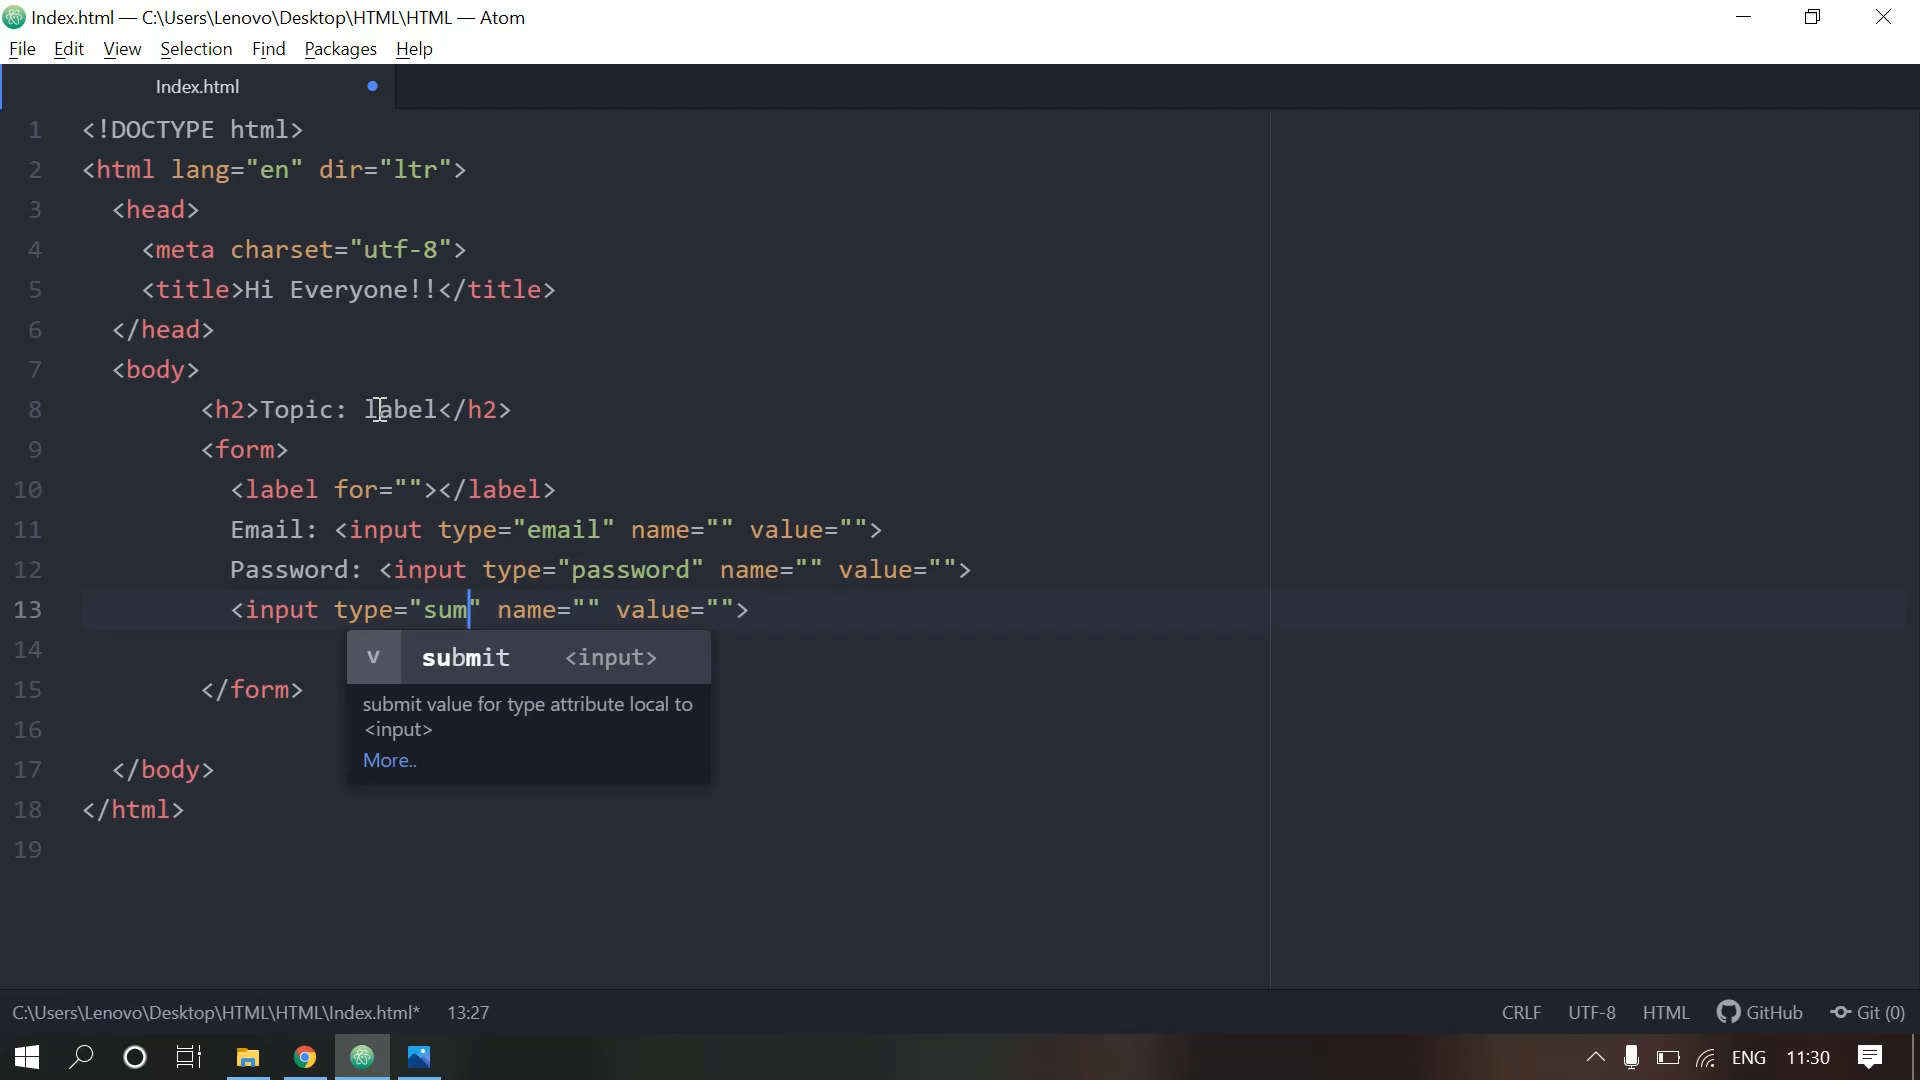 Index.html — C:\Users\Lenovo\Desktop\HTML\HTML — Atom
File Edit View Selection Find Packages Help
Index.html
1 <!DOCTYPE html>
2 <html lang="en" dir="ltr">
3 <head>
4 <meta charset="utf-8">
5 <title>Hi Everyone!!</title>
6 </head>
7 <body>
8 <h2>Topic: label</h2>
9 <form>
10 <label for=""></label>
11 Email: <input type="email" name="" value="">
12 Password: <input type="password" name="" value="">
13 <input type="sum" name="" value="">
14
v submit <input>
15 </form>
submit value for type attribute local to
<input>
16
More..
17 </body>
18 </html>
19
C:\Users\Lenovo\Desktop\HTML\HTML\Index.html* 13:27 CRLF UTF-8 HTML GitHub Git (0)
ENG 11:30